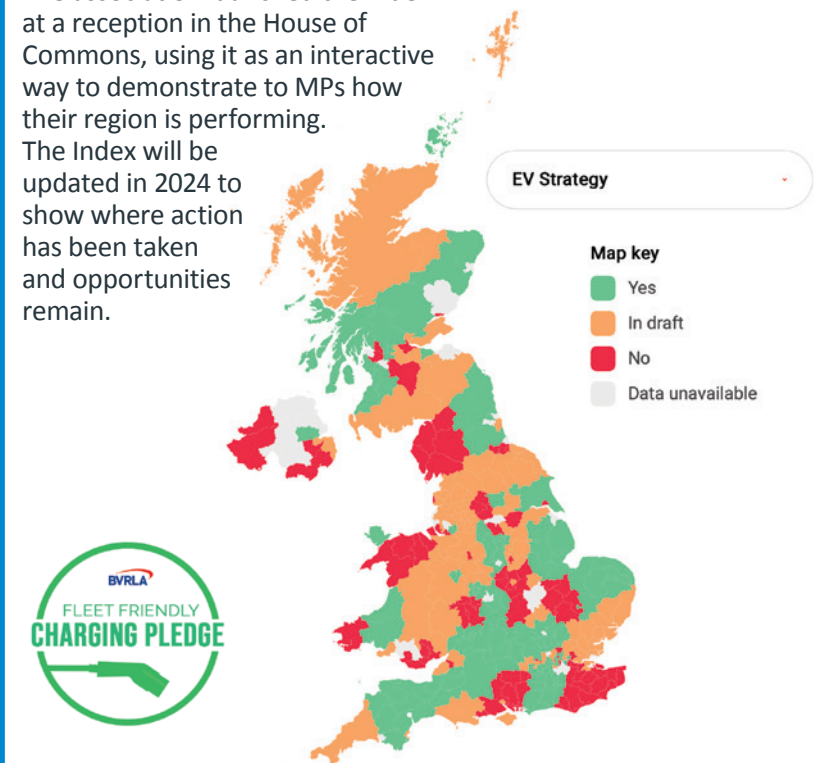 at a reception in the House of
Commons, using it as an interactive
way to demonstrate to MPs how
their region is performing.
The Index will be
updated in 2024 to
show where action
has been taken
and opportunities
remain.
EV Strategy
Map key
Yes
In draft
No
Data unavailable
BVRLA
FLEET FRIENDLY
CHARGING PLEDGE